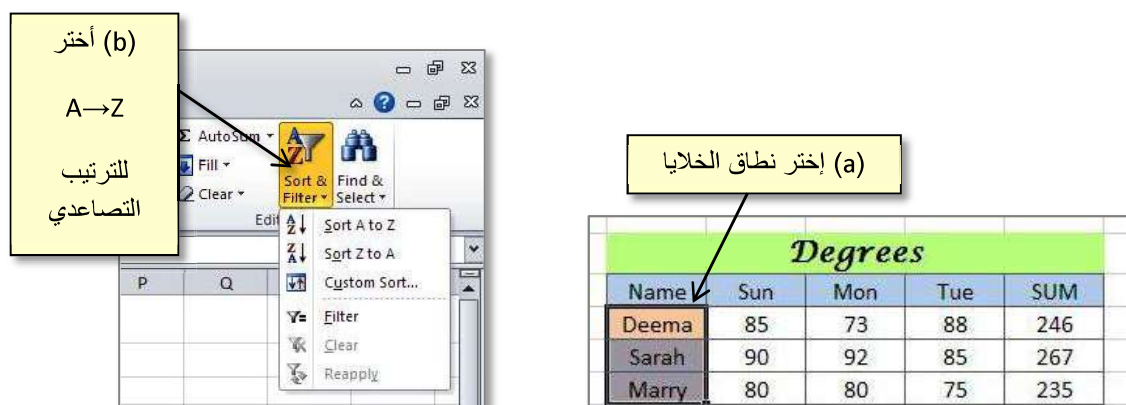 (b) أختر
A→Z
للترتيب
التصاعدي
Σ AutoSum
Fill
Clear
Sort & Filter
Find & Select
Edit
Sort A to Z
Sort Z to A
Custom Sort...
Filter
Clear
Reapply
P Q
(a) إختر نطاق الخلايا
Degrees
Name Sun Mon Tue SUM
Deema 85 73 88 246
Sarah 90 92 85 267
Marry 80 80 75 235